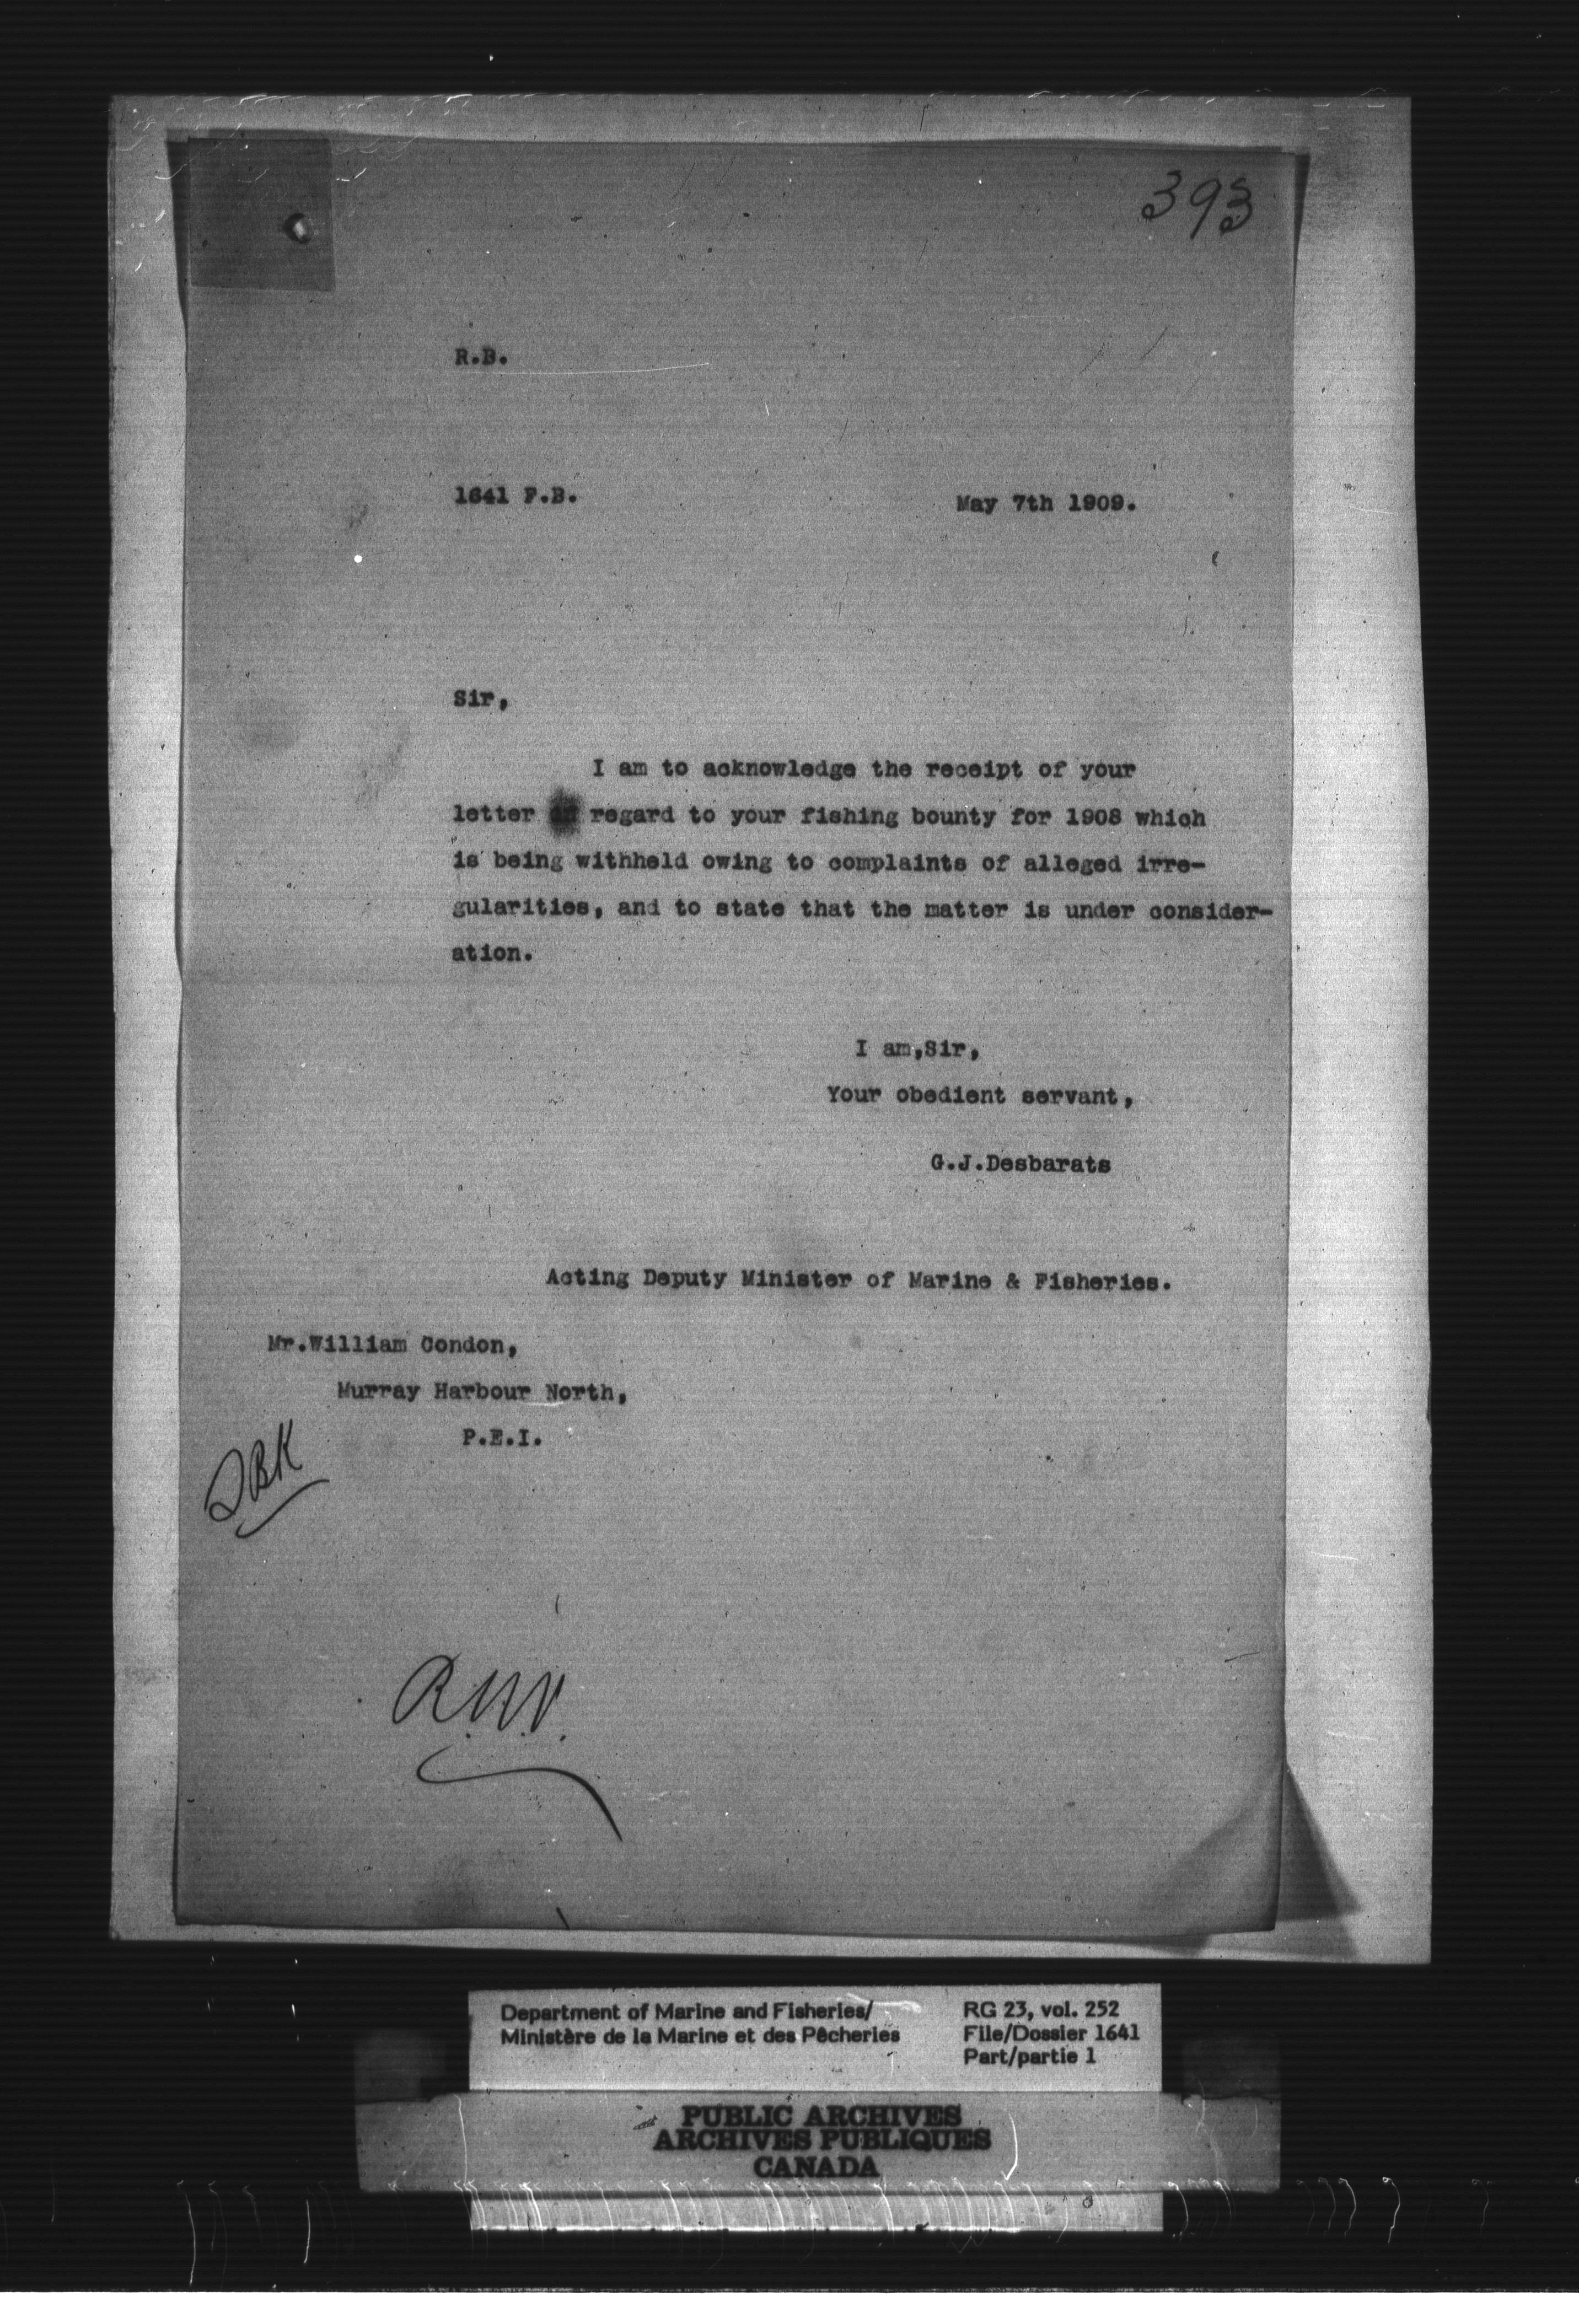 393
R.B.
1641 F.B.
May 7th 1909.
Sir,
I am to acknowledge the receipt of your
letter in regard to your fishing bounty for 1908 which
is being withheld owing to complaints of alleged irre-
gularities, and to state that the matter is under consider-
ation.
I am,Sir,
Your obedient servant,
G.J.Desbarats
Acting Deputy Minister of Marine & Fisheries.
Mr.William Condon,
Murray Harbour North,
P.E.I.
Department of Marine and Fisheries/
Ministère de la Marine et des Pêcheries
RG 23, vol. 252
File/Dossier 1641
Part/partie 1
PUBLIC ARCHIVES
ARCHIVES PUBLIQUES
CANADA